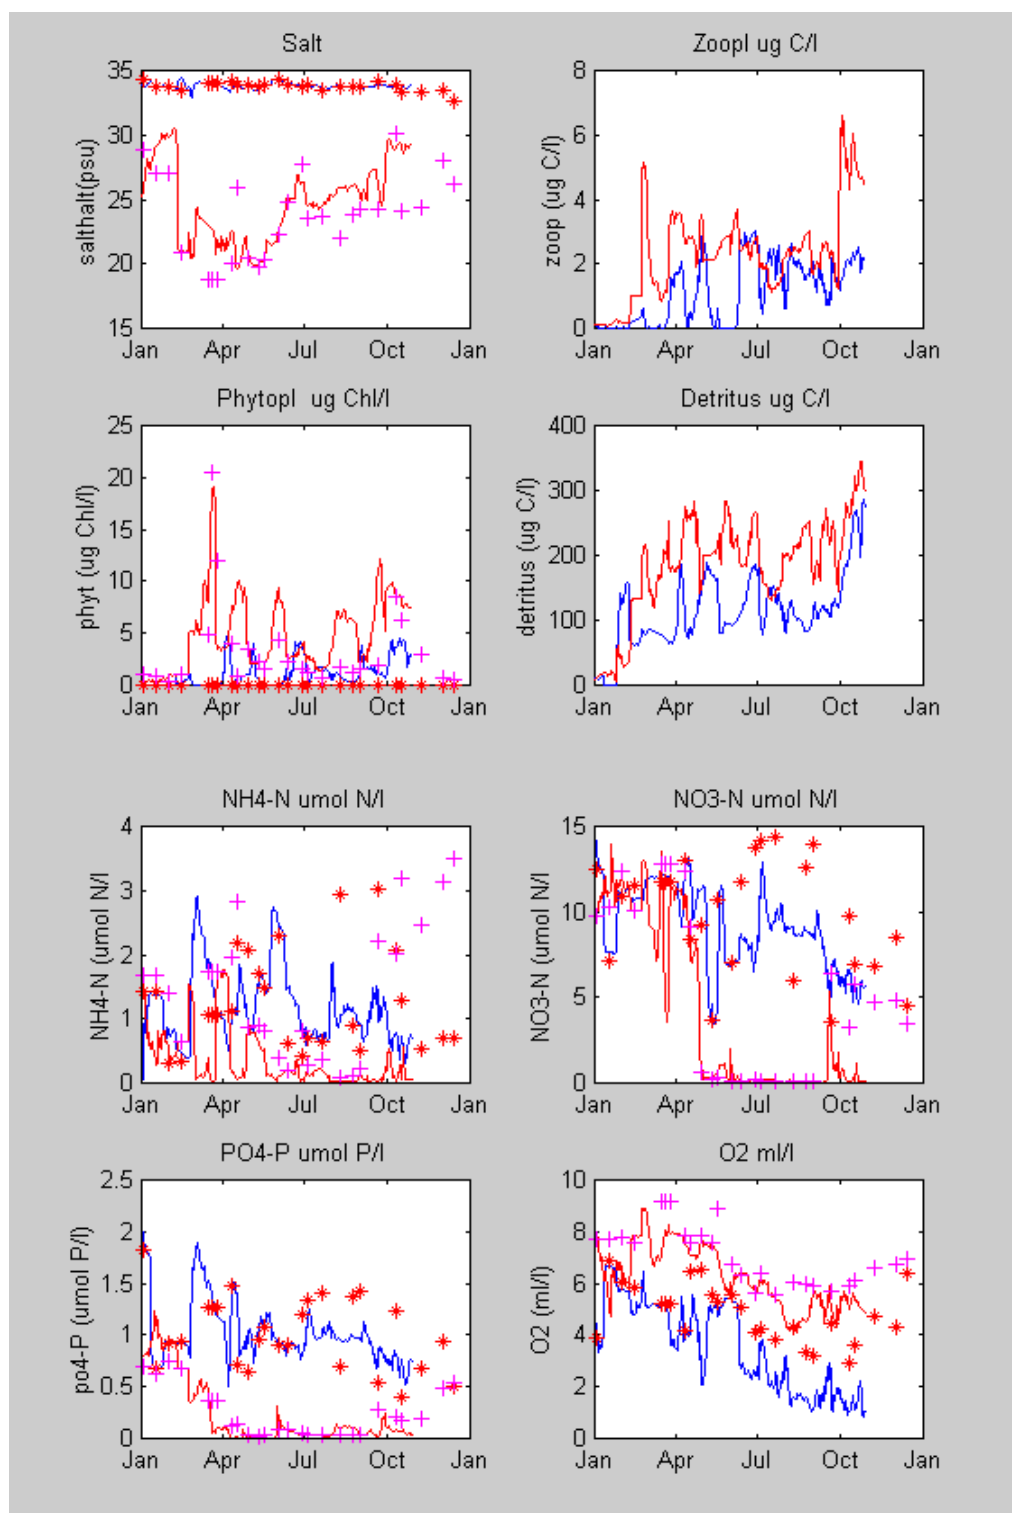 Salt
35
30
25
20
15
salthalt(psu)
Jan Apr Jul Oct Jan
Zoopl ug C/l
8
6
4
2
0
zoop (ug C/l)
Jan Apr Jul Oct Jan
Phytopl ug Chl/l
25
20
15
10
5
0
phyt (ug Chl/l)
Jan Apr Jul Oct Jan
Detritus ug C/l
400
300
200
100
0
detritus (ug C/l)
Jan Apr Jul Oct Jan
NH4-N umol N/l
4
3
2
1
0
NH4-N (umol N/l)
Jan Apr Jul Oct Jan
NO3-N umol N/l
15
10
5
0
NO3-N (umol N/l)
Jan Apr Jul Oct Jan
PO4-P umol P/l
2.5
2
1.5
1
0.5
0
po4-P (umol P/l)
Jan Apr Jul Oct Jan
O2 ml/l
10
8
6
4
2
0
O2 (ml/l)
Jan Apr Jul Oct Jan